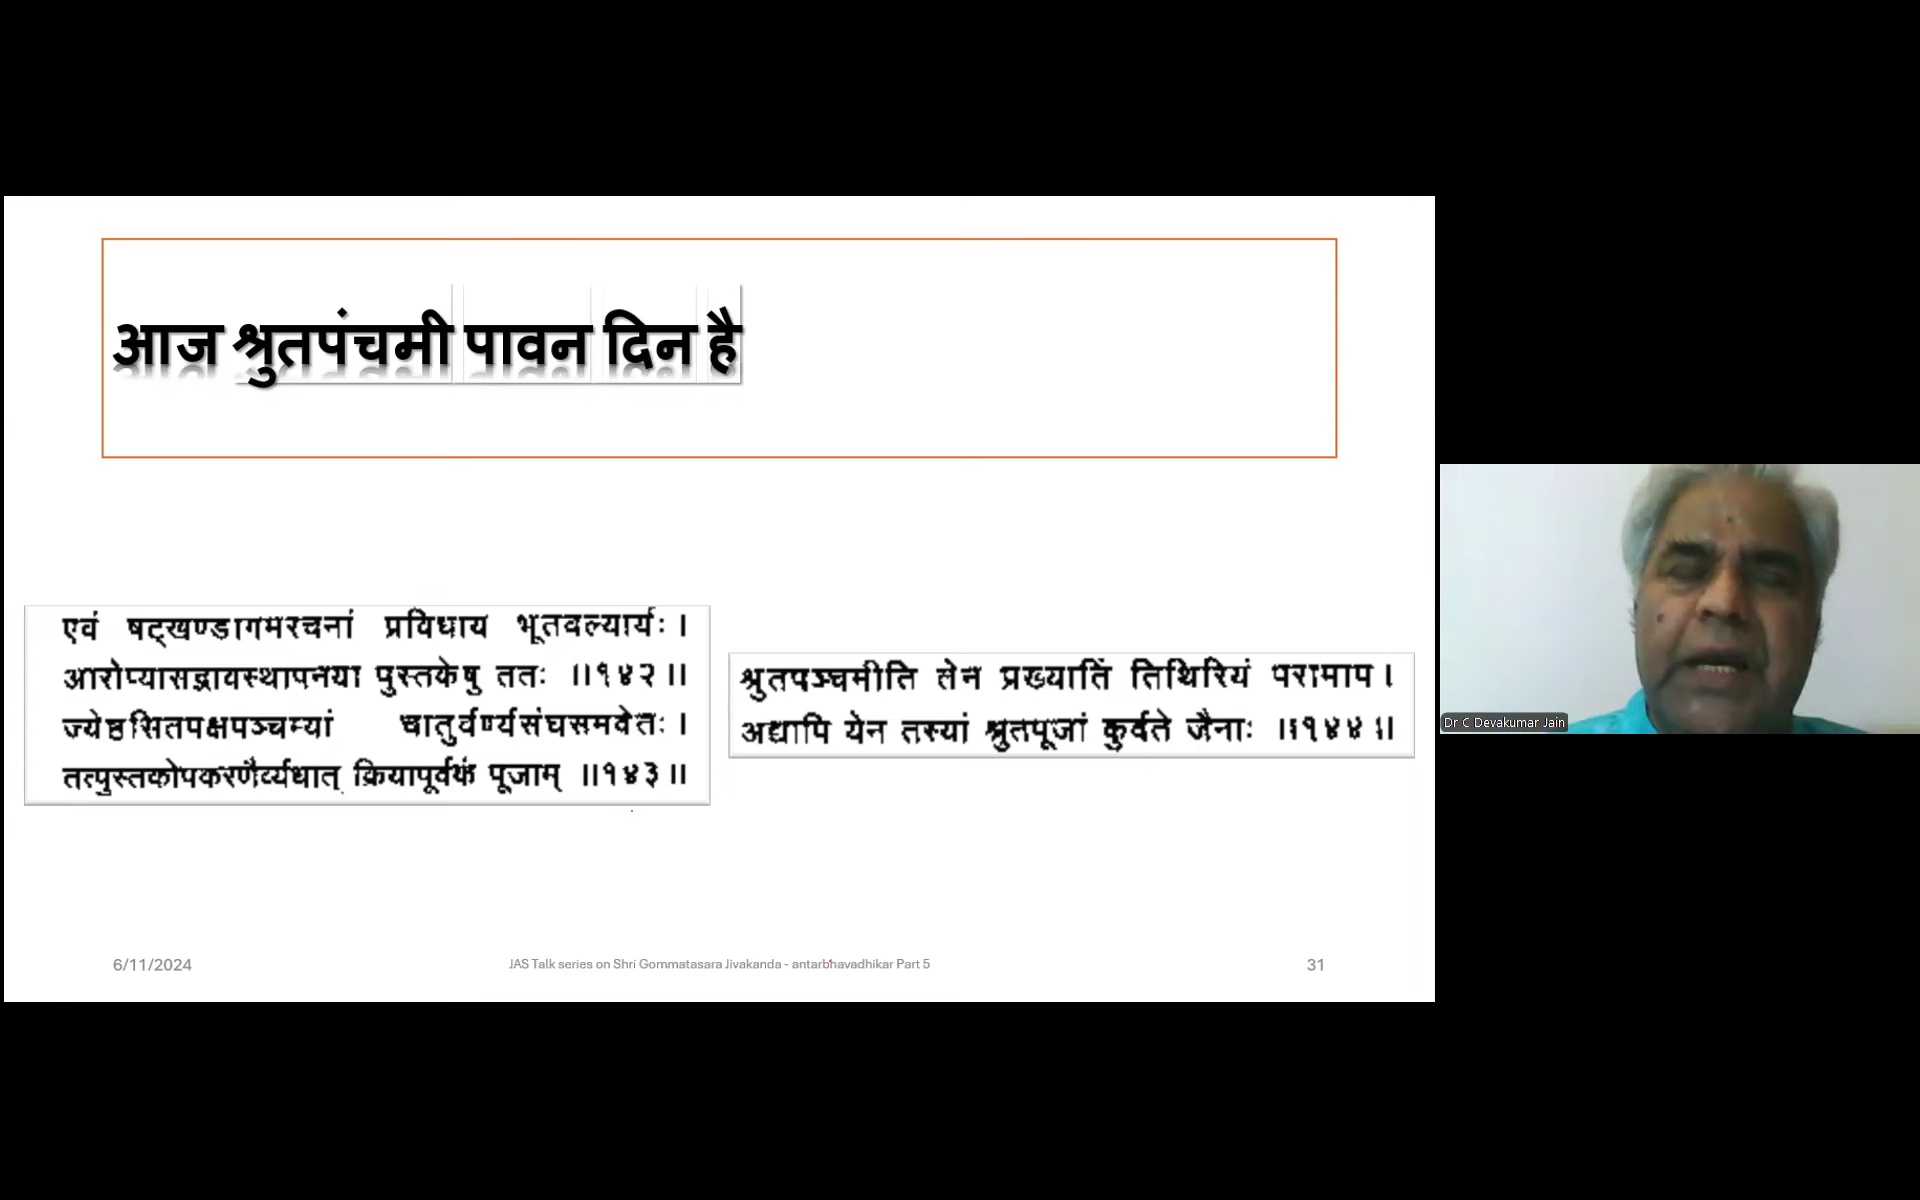 आज श्रुतपंचमी पावन दिन है
एवं षट्खण्डागमरचनां प्रविधाय भूतवल्यार्यः ।
आरोप्यासद्भावस्थापनया पुस्तकेषु ततः ॥१४२॥
ज्येष्ठसितपक्षपञ्चम्यां चातुर्वर्ण्यसंघसमवेतः ।
तत्पुस्तकोपकरणैर्व्यधात् क्रियापूर्वकं पूजाम् ॥१४३॥
श्रुतपञ्चमीति तेन प्रख्यातिं तिथिरियं परामाप ।
अद्यापि येन तस्यां श्रुतपूजां कुर्वते जैनाः ॥१४४॥
Dr C Devakumar Jain
6/11/2024
JAS Talk series on Shri Gommatasara Jivakanda - antarbhavadhikar Part 5
31